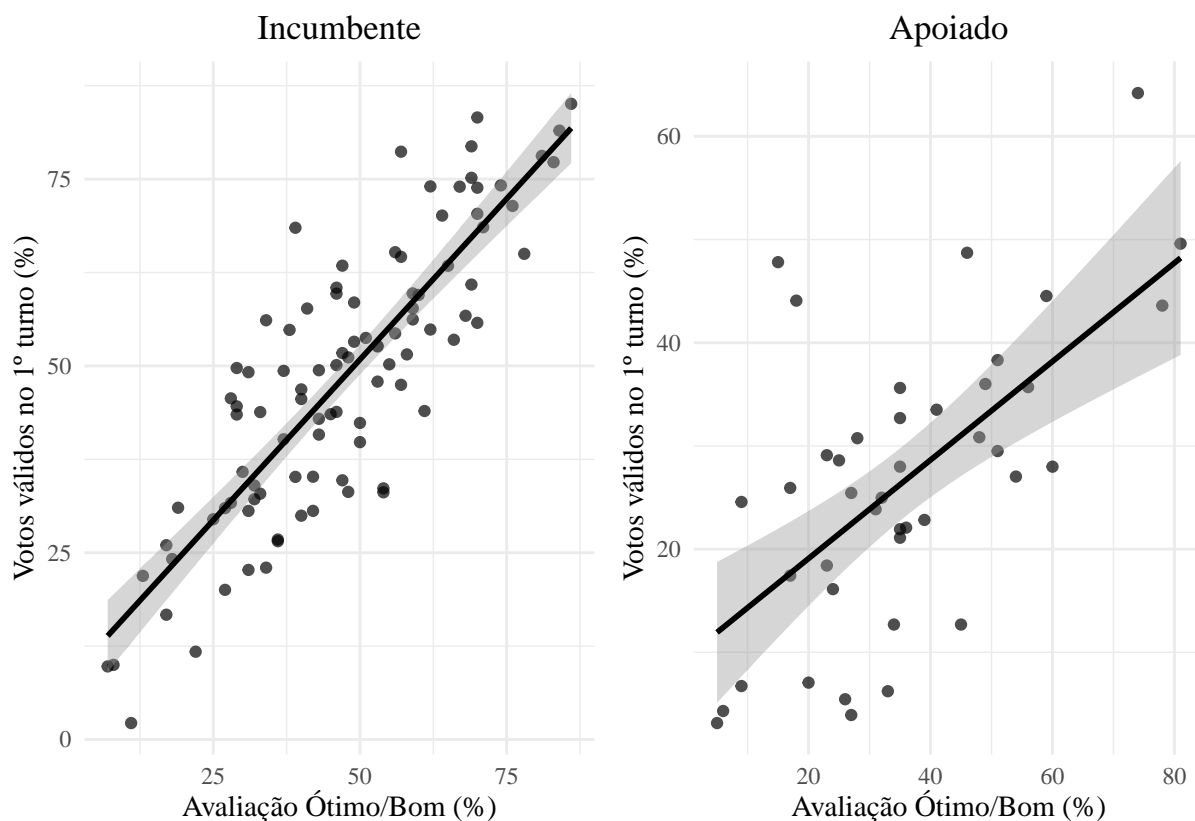 Incumbente
Votos válidos no 1º turno (%)
75
50
25
0
25
50
75
Avaliação Ótimo/Bom (%)
Apoiado
Votos válidos no 1º turno (%)
60
40
20
20
40
60
80
Avaliação Ótimo/Bom (%)